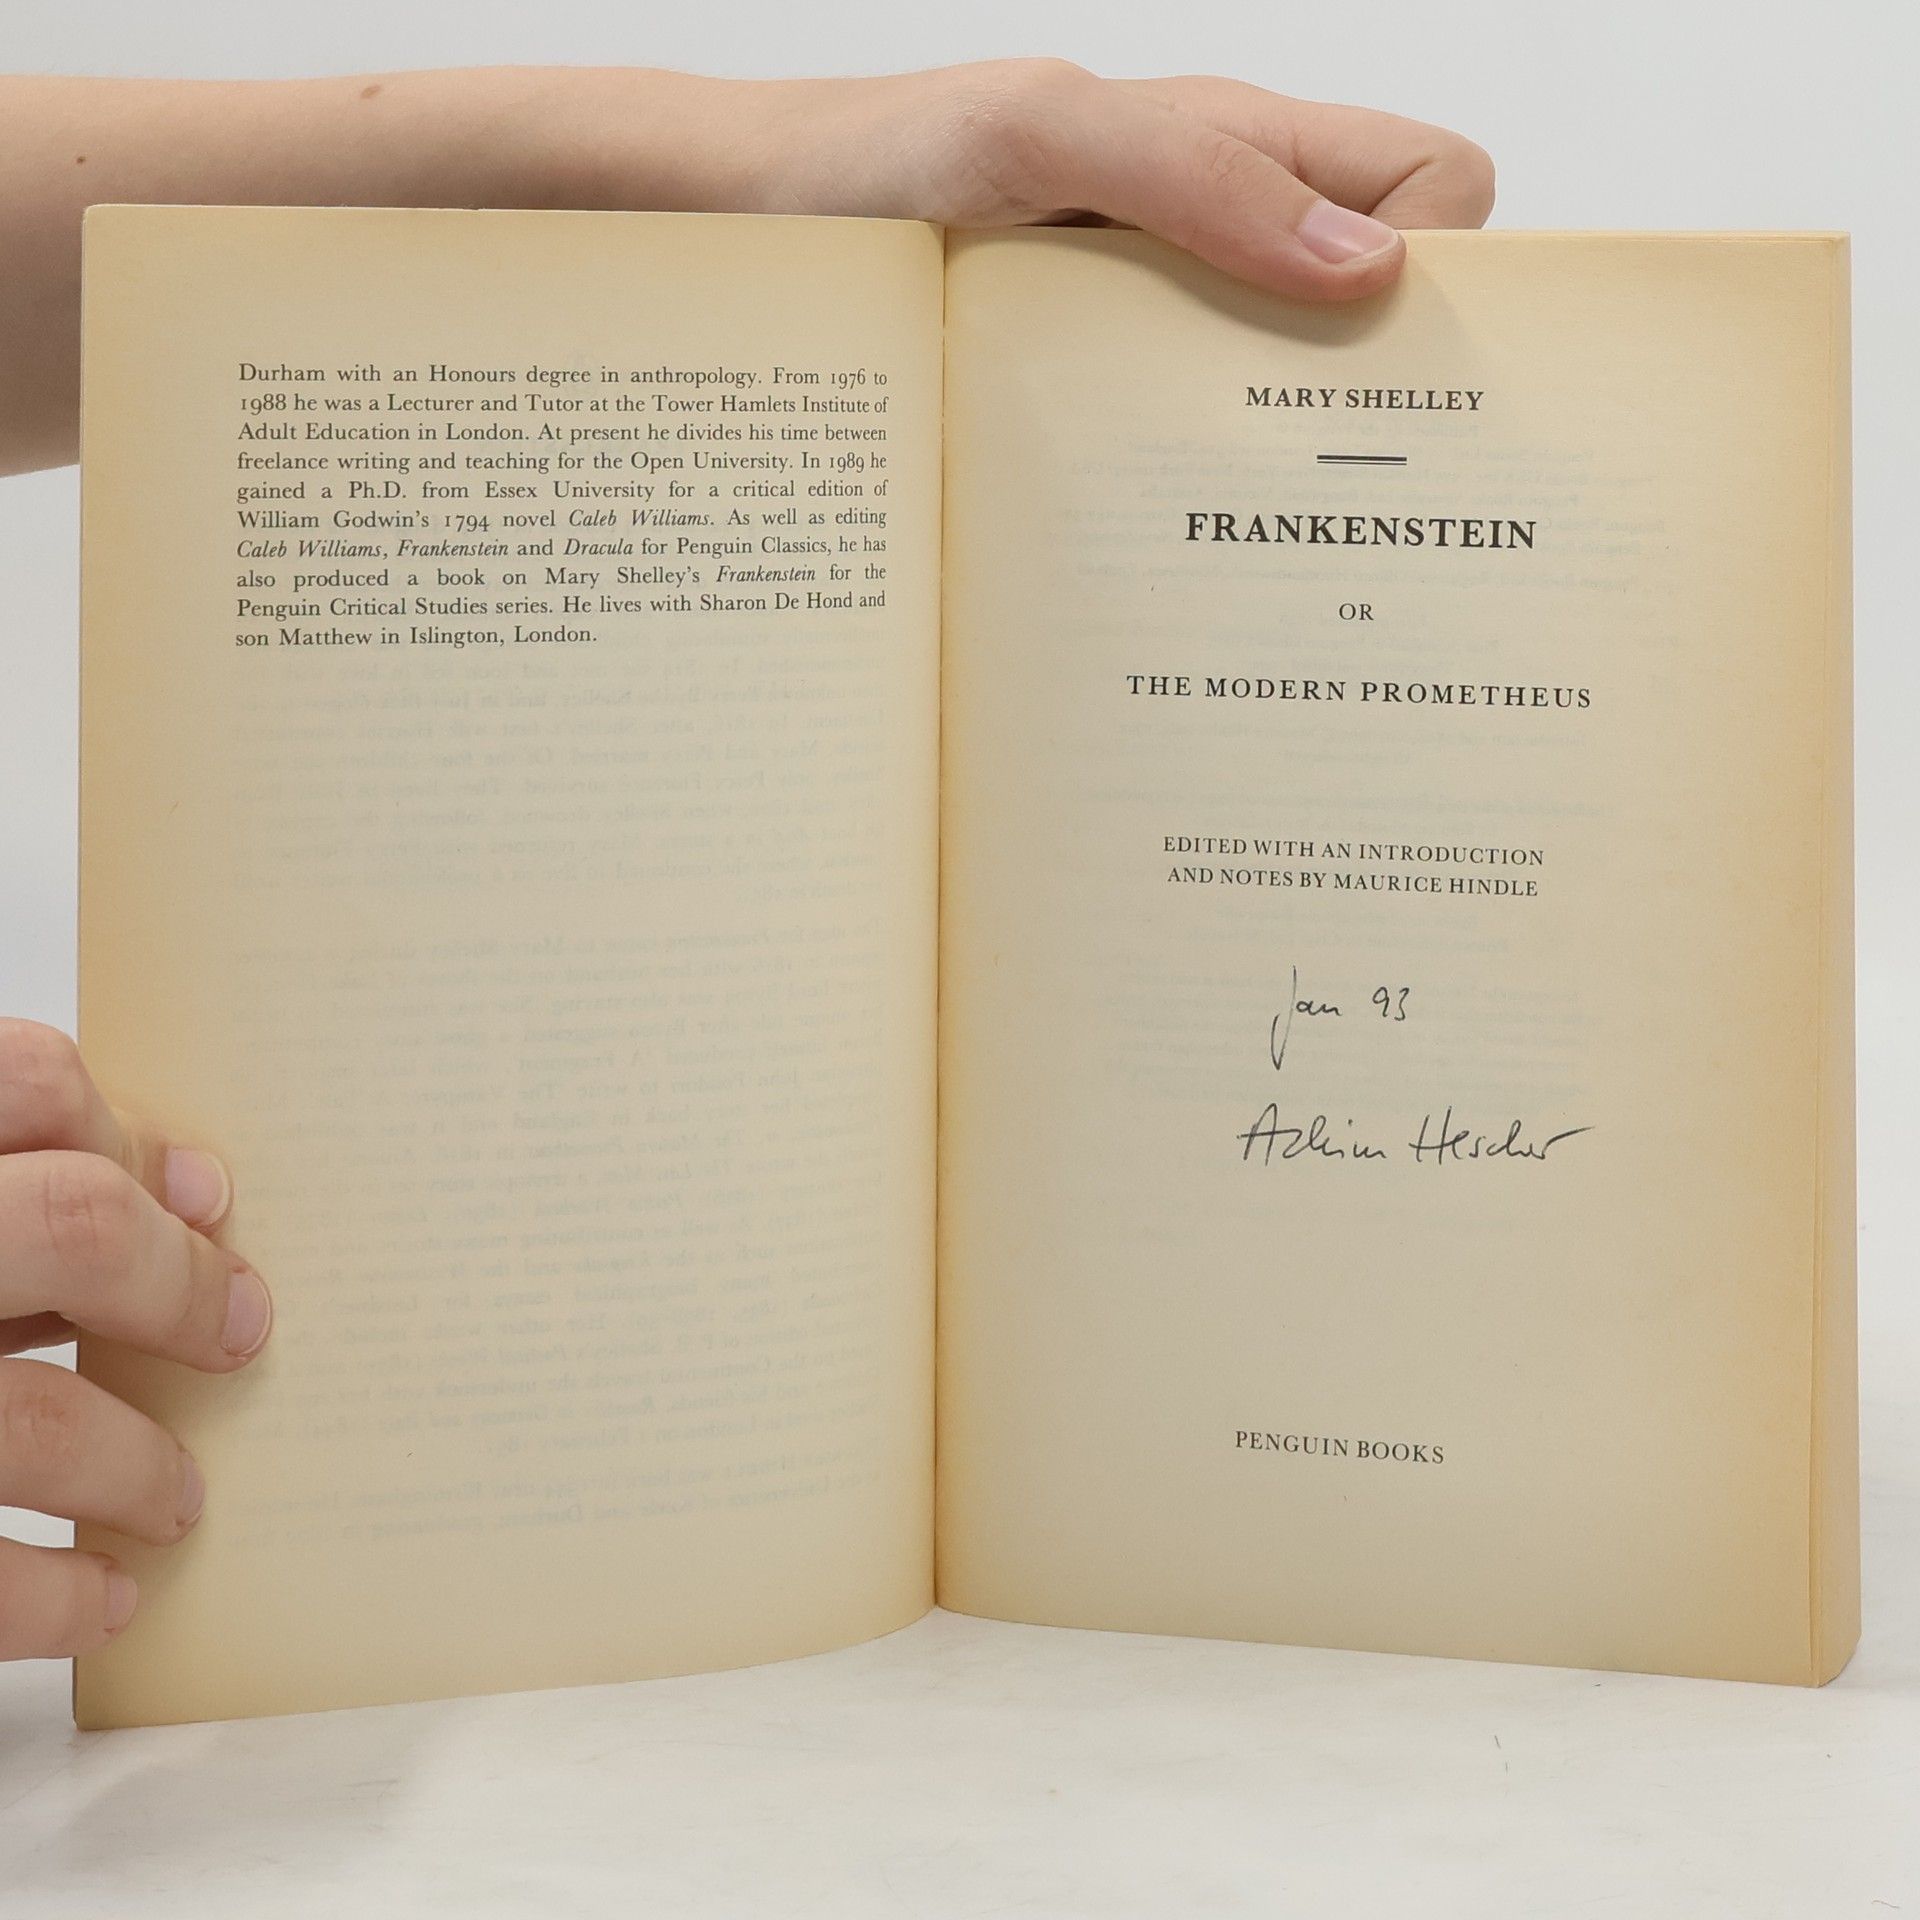 Durham with an Honours degree in anthropology. From 1976 to
1988 he was a Lecturer and Tutor at the Tower Hamlets Institute of
Adult Education in London. At present he divides his time between
freelance writing and teaching for the Open University. In 1989 he
gained a Ph.D. from Essex University for a critical edition of
William Godwin's 1794 novel Caleb Williams. As well as editing
Caleb Williams, Frankenstein and Dracula for Penguin Classics, he has
also produced a book on Mary Shelley's Frankenstein for the
Penguin Critical Studies series. He lives with Sharon De Hond and
son Matthew in Islington, London.
MARY SHELLEY
FRANKENSTEIN
OR
THE MODERN PROMETHEUS
EDITED WITH AN INTRODUCTION
AND NOTES BY MAURICE HINDLE
Jan 93
Achim Hescher
PENGUIN BOOKS